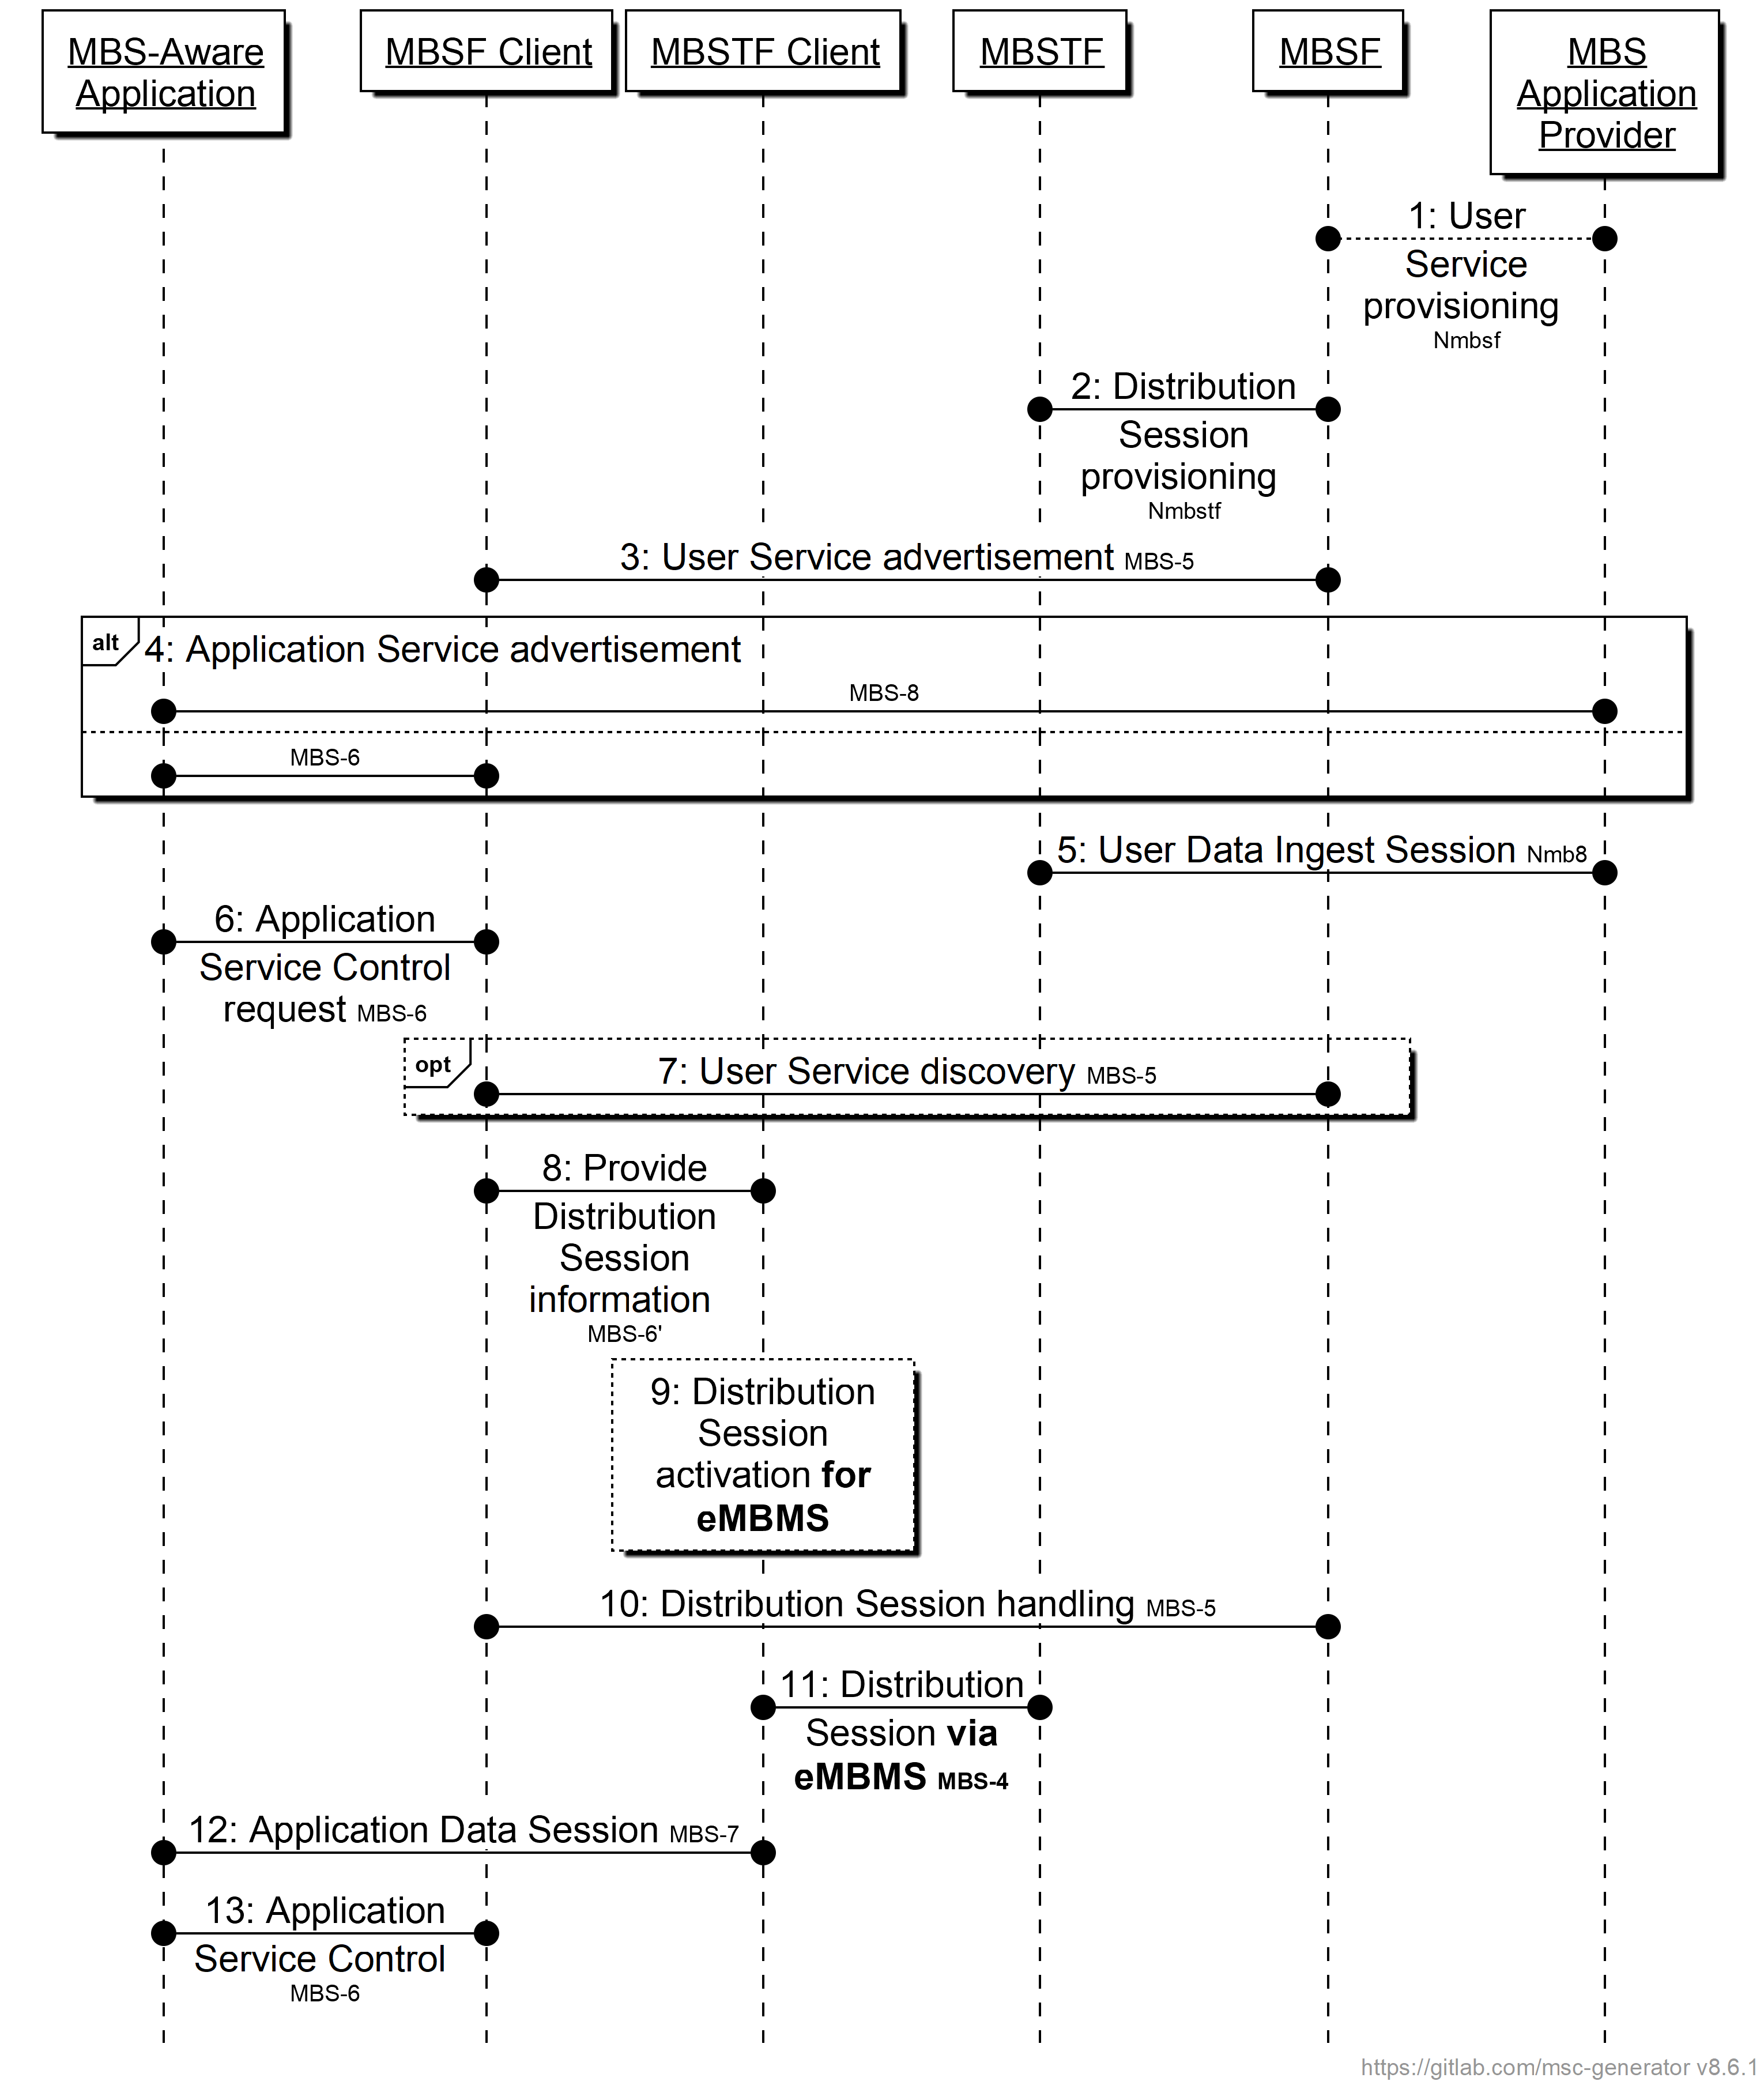 MBS-Aware
Application
MBSF Client
MBSTF Client
MBSTF
MBSF
MBS
Application
Provider
1: User
Service
provisioning
Nmbsf
2: Distribution
Session
provisioning
Nmbstf
3: User Service advertisement MBS-5
alt
4: Application Service advertisement
MBS-8
MBS-6
5: User Data Ingest Session Nmb8
6: Application
Service Control
request MBS-6
opt
7: User Service discovery MBS-5
8: Provide
Distribution
Session
information
MBS-6'
9: Distribution
Session
activation for
eMBMS
10: Distribution Session handling MBS-5
11: Distribution
Session via
eMBMS MBS-4
12: Application Data Session MBS-7
13: Application
Service Control
MBS-6
https://gitlab.com/msc-generator v8.6.1